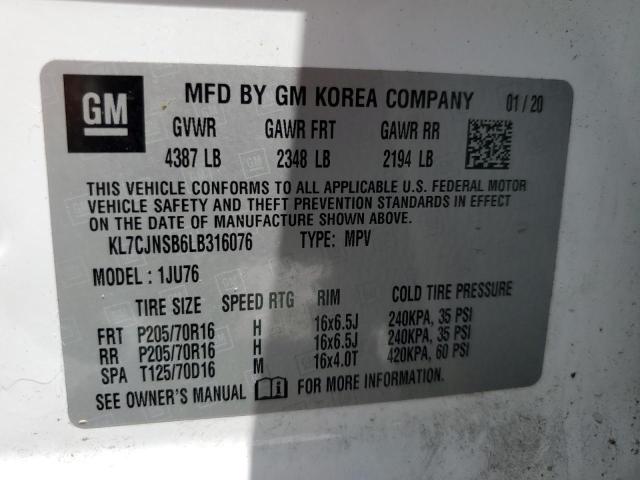 GM
MFD BY GM KOREA COMPANY 01 / 20
GVWR GAWR FRT GAWR RR
4387 LB 2348 LB 2194 LB
THIS VEHICLE CONFORMS TO ALL APPLICABLE U.S. FEDERAL MOTOR
VEHICLE SAFETY AND THEFT PREVENTION STANDARDS IN EFFECT
ON THE DATE OF MANUFACTURE SHOWN ABOVE.
KL7CJNSB6LB316076 TYPE: MPV
MODEL : 1JU76
TIRE SIZE SPEED RTG RIM COLD TIRE PRESSURE
FRT P205/70R16 H 16x6.5J 240KPA, 35 PSI
RR P205/70R16 H 16x6.5J 240KPA, 35 PSI
SPA T125/70D16 M 16x4.0T 420KPA, 60 PSI
SEE OWNER'S MANUAL FOR MORE INFORMATION.